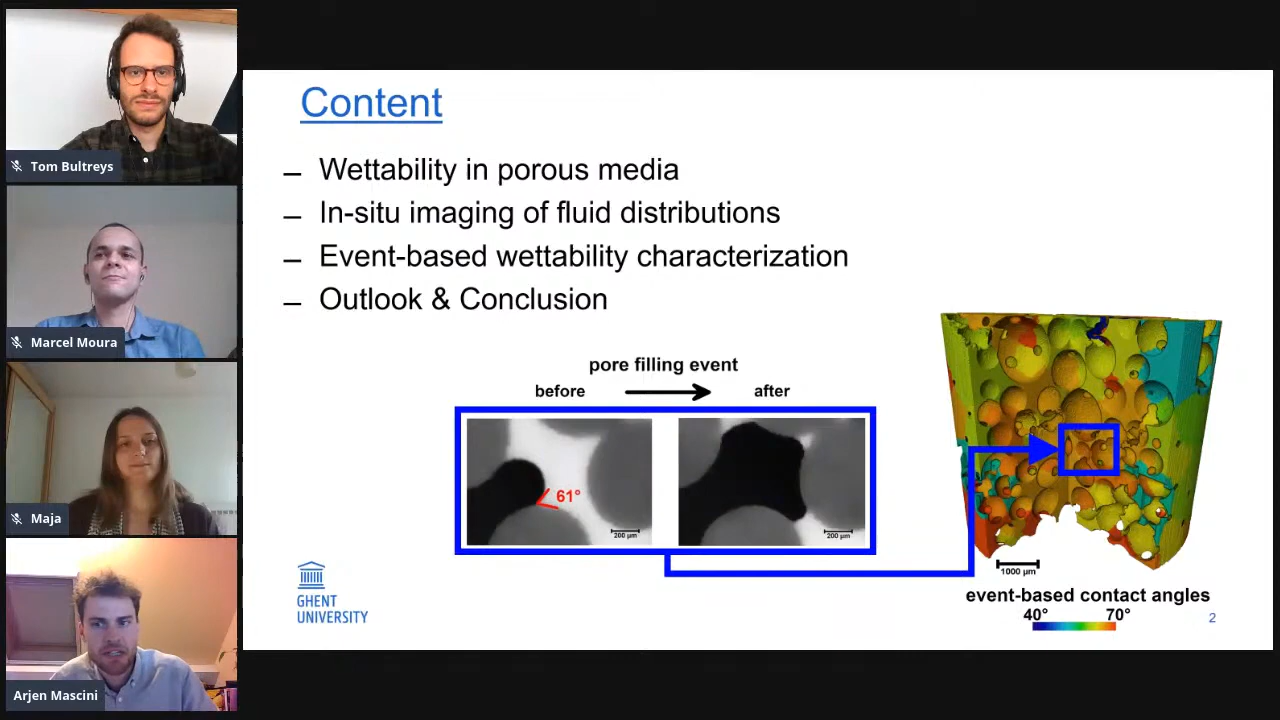 Tom Bultreys
Marcel Moura
Maja
Arjen Mascini
Content
– Wettability in porous media
– In-situ imaging of fluid distributions
– Event-based wettability characterization
– Outlook & Conclusion
pore filling event
before after
61°
200 µm
200 µm
1000 µm
event-based contact angles
40° 70°
GHENT
UNIVERSITY
2